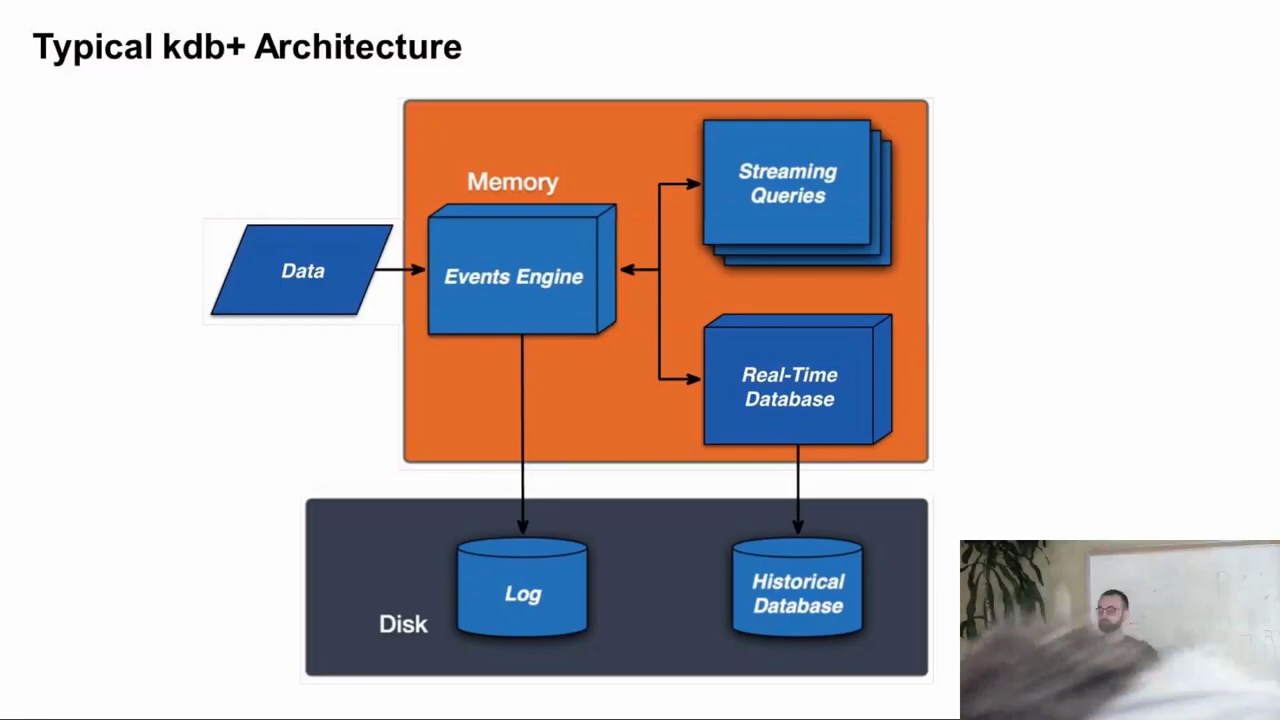 Typical kdb+ Architecture
Memory
Streaming
Queries
Data
Events Engine
Real-Time
Database
Log
Historical
Database
Disk